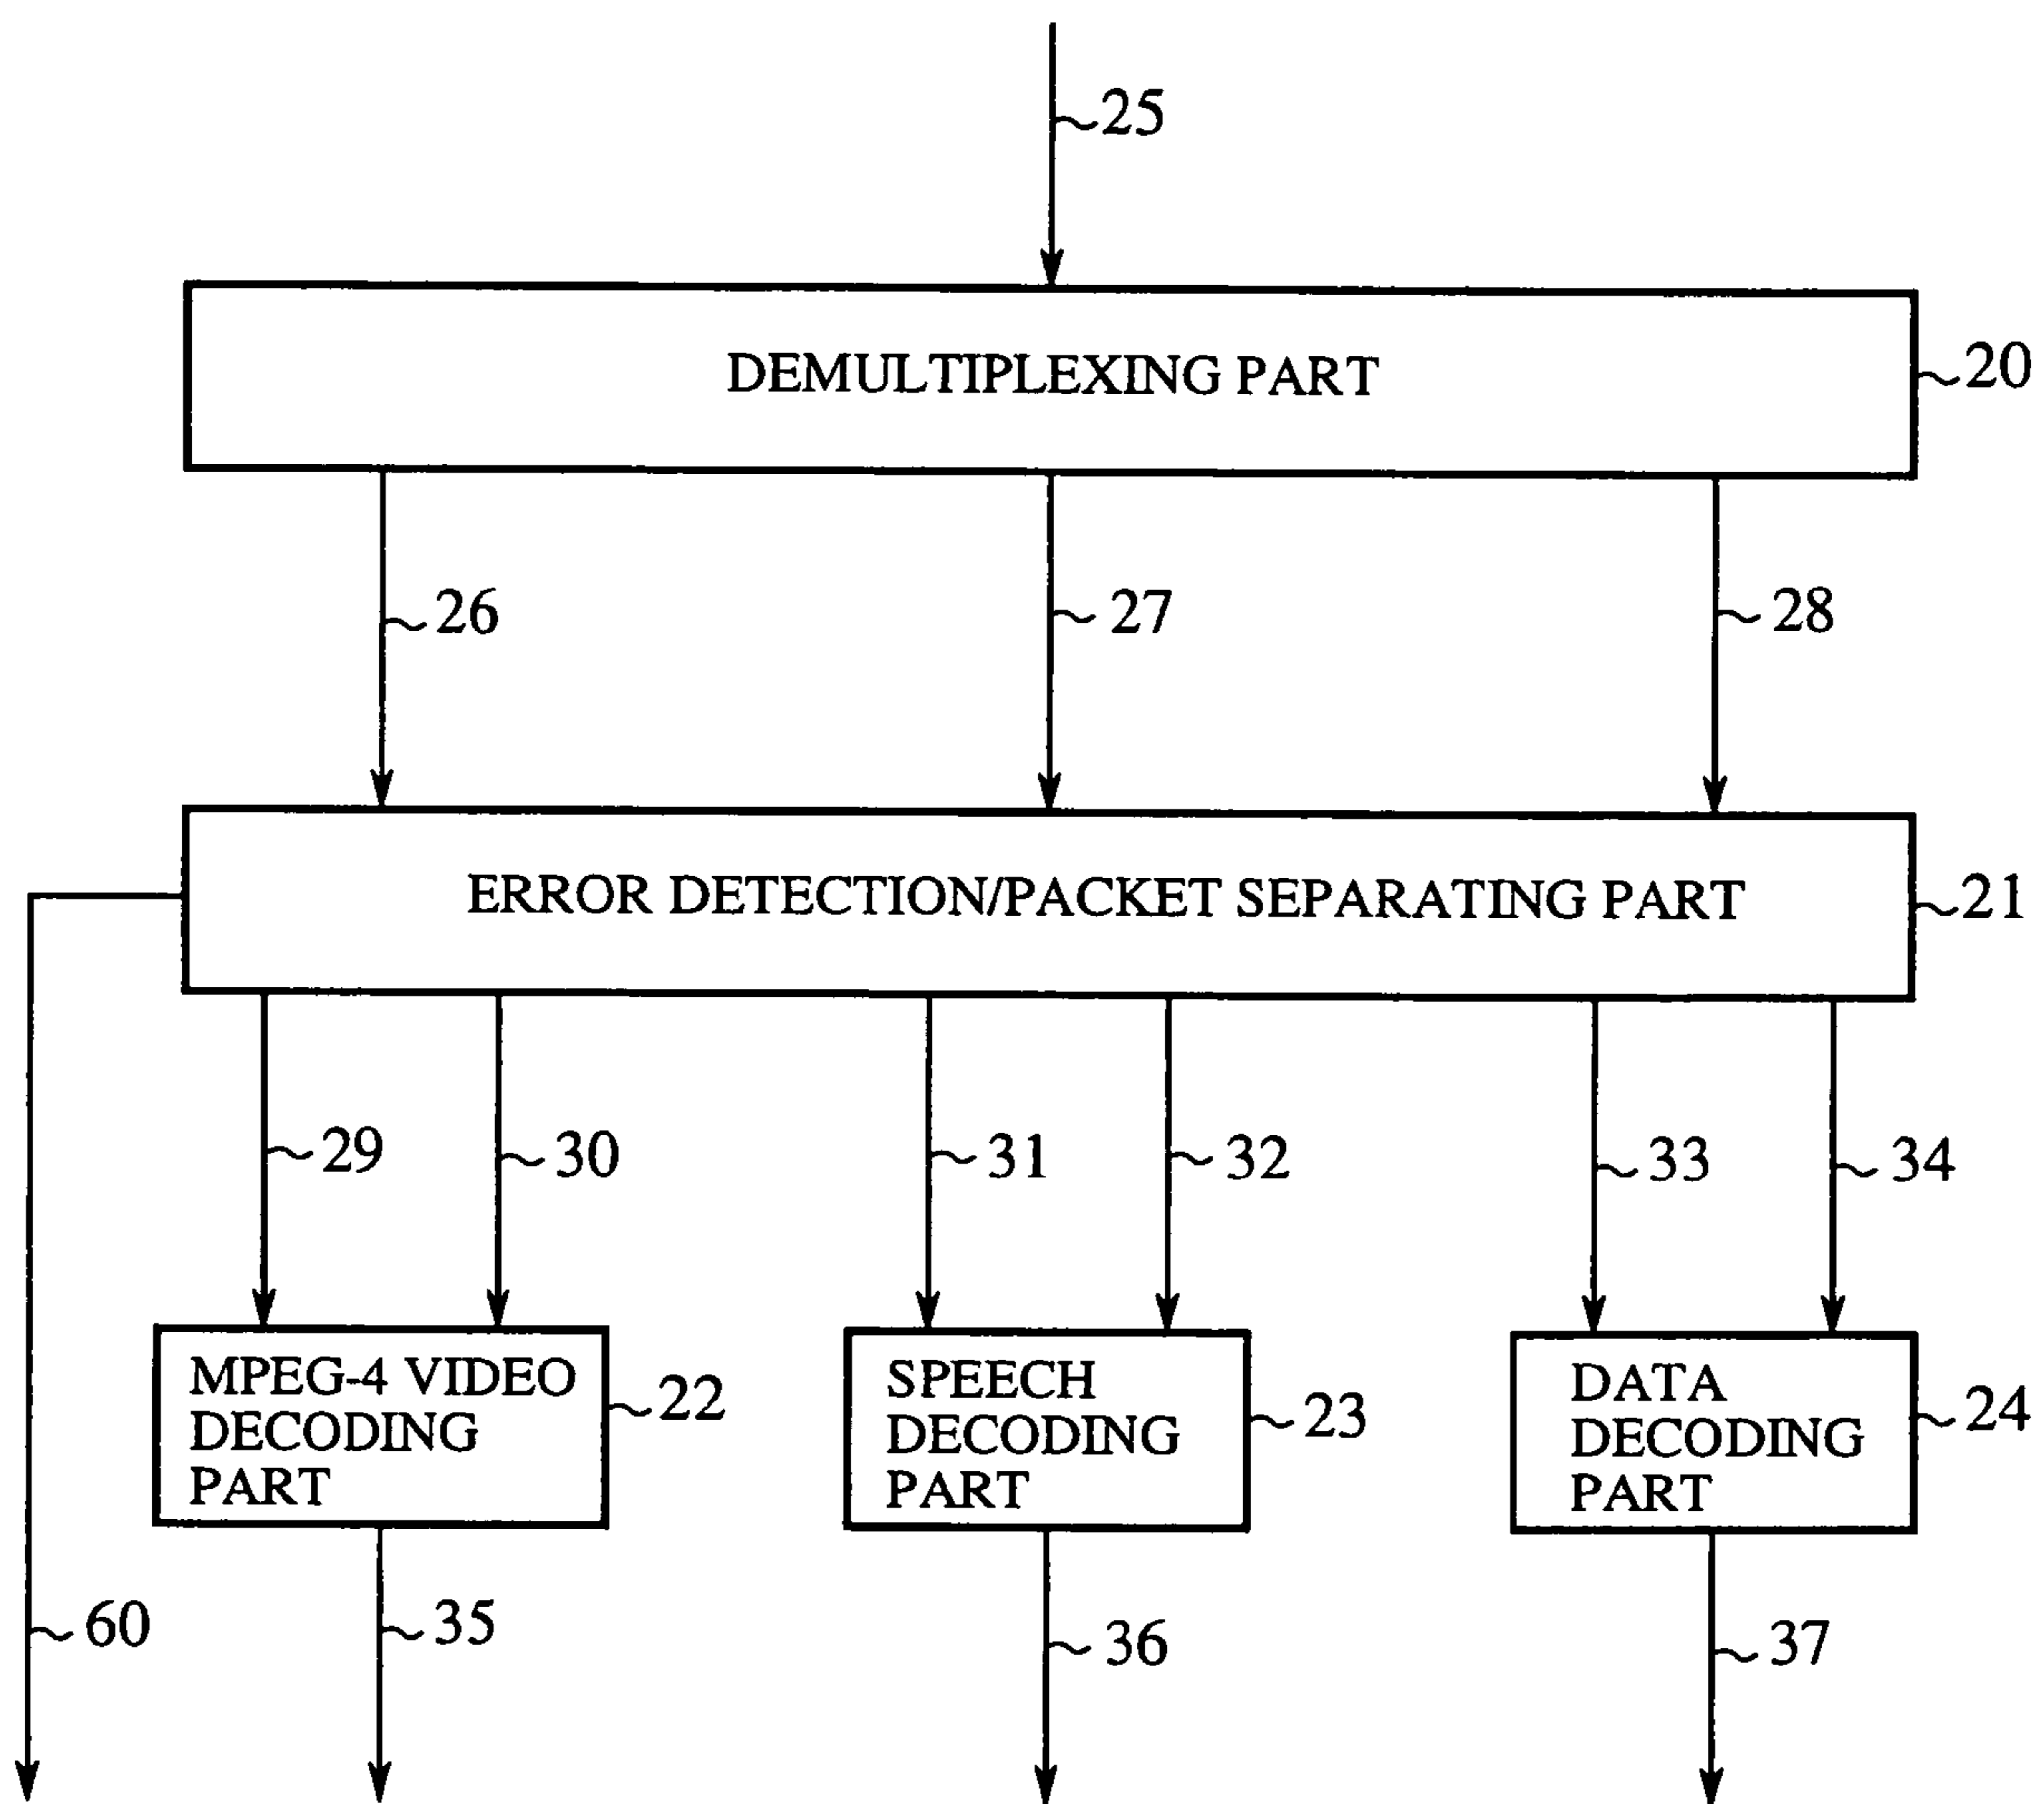 25
DEMULTIPLEXING PART
20
26
27
28
ERROR DETECTION/PACKET SEPARATING PART
21
29
30
31
32
33
34
MPEG-4 VIDEO
DECODING
PART
22
SPEECH
DECODING
PART
23
DATA
DECODING
PART
24
60
35
36
37